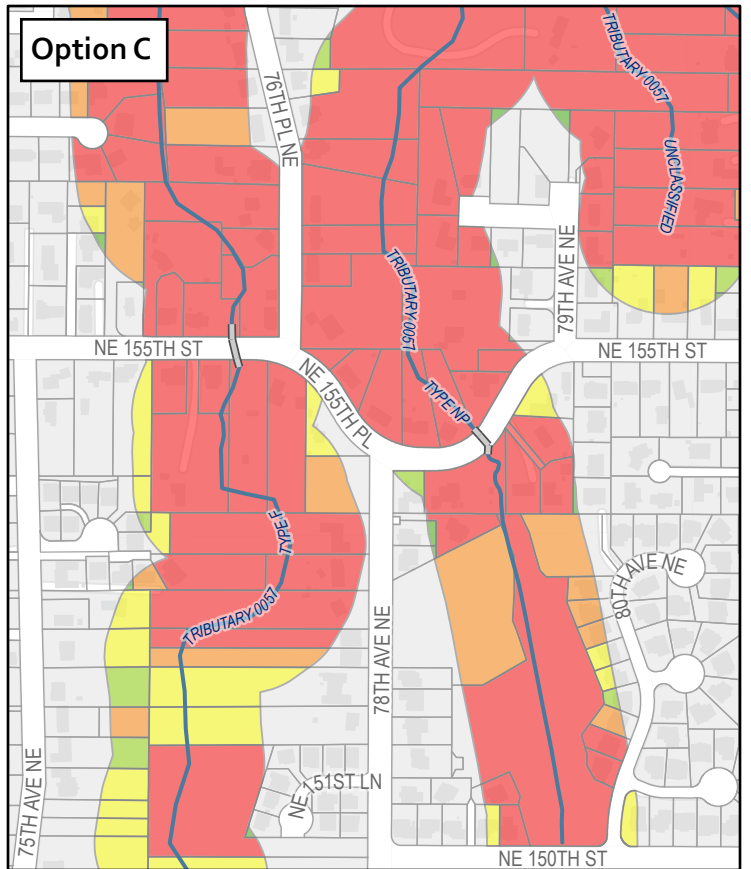 Option C
TRIBUTARY 0057
76TH PL NE
UNCLASSIFIED
TRIBUTARY 0057
79TH AVE NE
NE 155TH ST
NE 155TH ST
NE 155TH PL
TYPE NP
TYPE F
80TH AVE NE
TRIBUTARY 0057
78TH AVE NE
75TH AVE NE
NE 151ST LN
NE 150TH ST